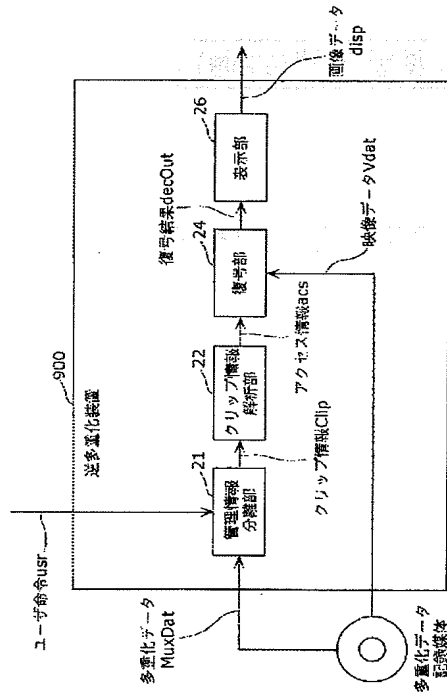 ユーザ命令usr
900
逆多重化装置
多重化データ
MuxDat
21
管理情報
分離部
クリップ情報Clip
22
クリップ情報
解析部
アクセス情報acs
24
復号部
復号結果decOut
26
表示部
画像データ
disp
映像データVdat
多重化データ
記録媒体